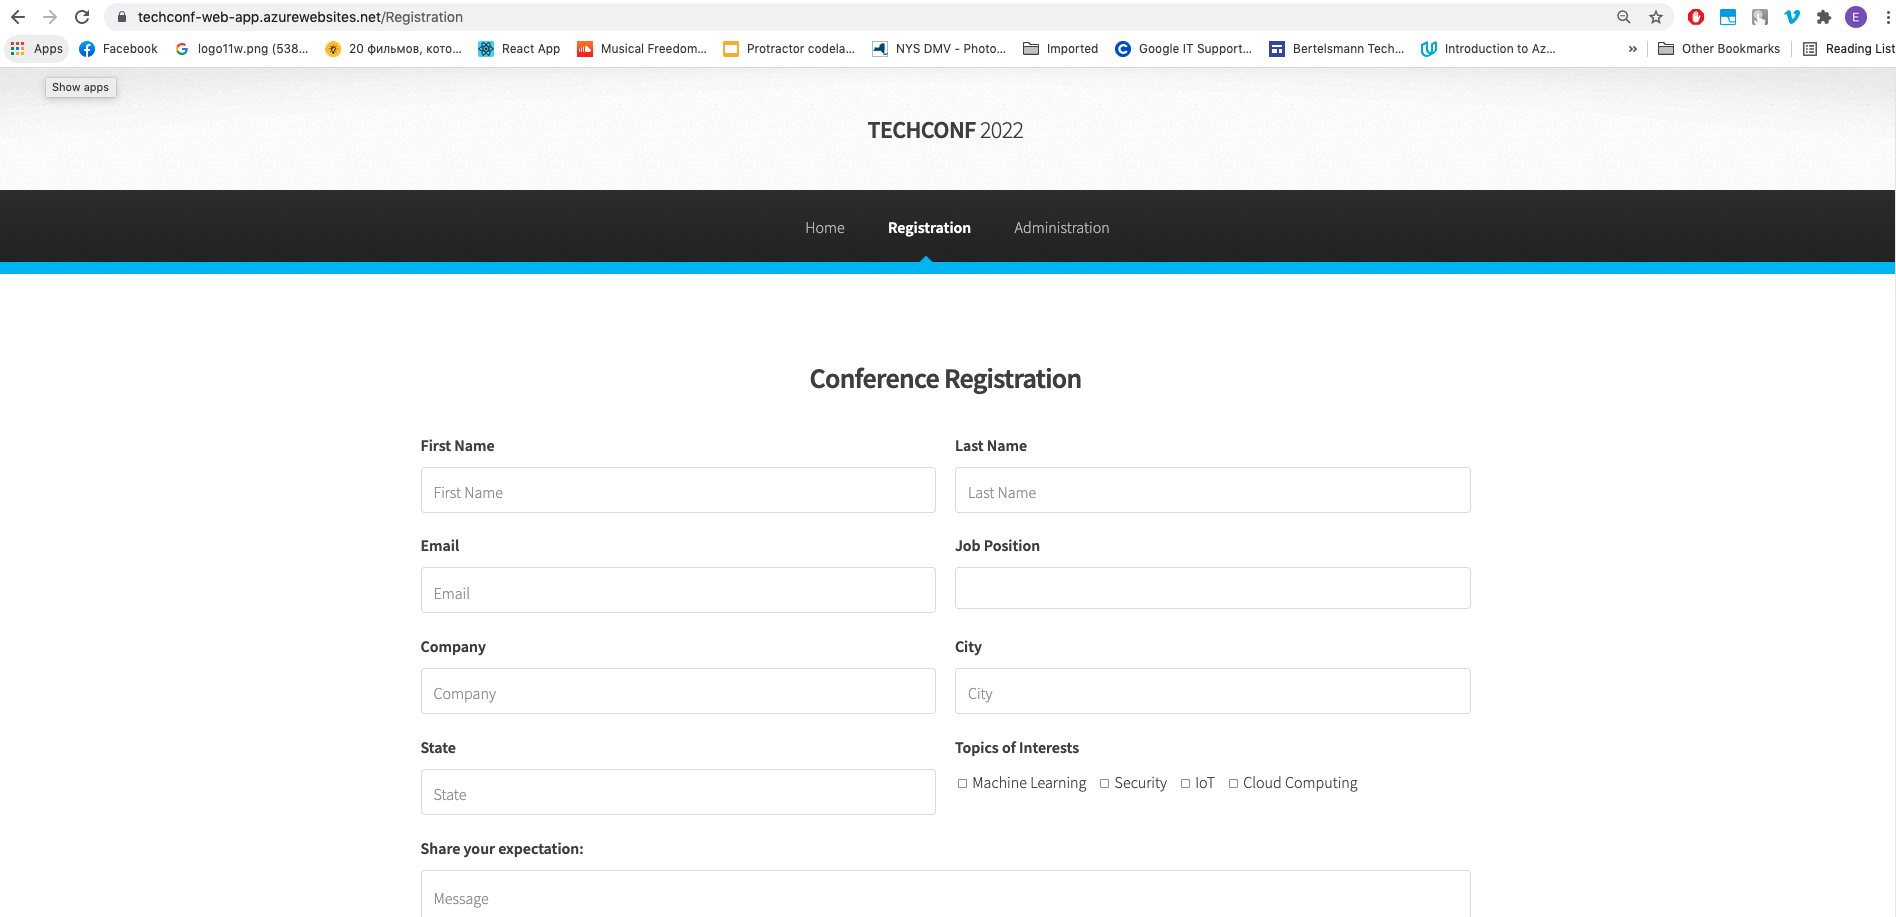 techconf-web-app.azurewebsites.net/Registration
E
Apps Facebook logo11w.png (538... 20 фильмов, кото... React App Musical Freedom... Protractor codela... NYS DMV - Photo... Imported Google IT Support... Bertelsmann Tech... Introduction to Az... » Other Bookmarks Reading List
Show apps
TECHCONF 2022
Home Registration Administration
Conference Registration
First Name Last Name
First Name Last Name
Email Job Position
Email
Company City
Company City
State Topics of Interests
Machine Learning Security IoT Cloud Computing
State
Share your expectation:
Message